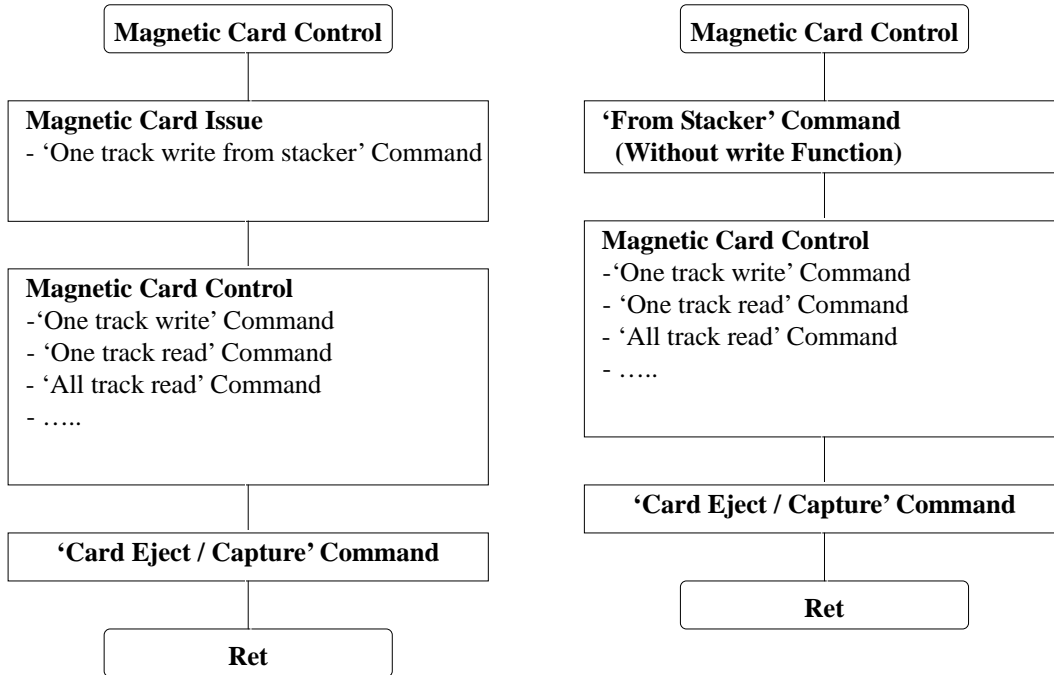 Magnetic Card Control
Magnetic Card Issue
- ‘One track write from stacker’ Command
Magnetic Card Control
-‘One track write’ Command
- ‘One track read’ Command
- ‘All track read’ Command
- …..
‘Card Eject / Capture’ Command
Ret
Magnetic Card Control
‘From Stacker’ Command
(Without write Function)
Magnetic Card Control
-‘One track write’ Command
- ‘One track read’ Command
- ‘All track read’ Command
- …..
‘Card Eject / Capture’ Command
Ret